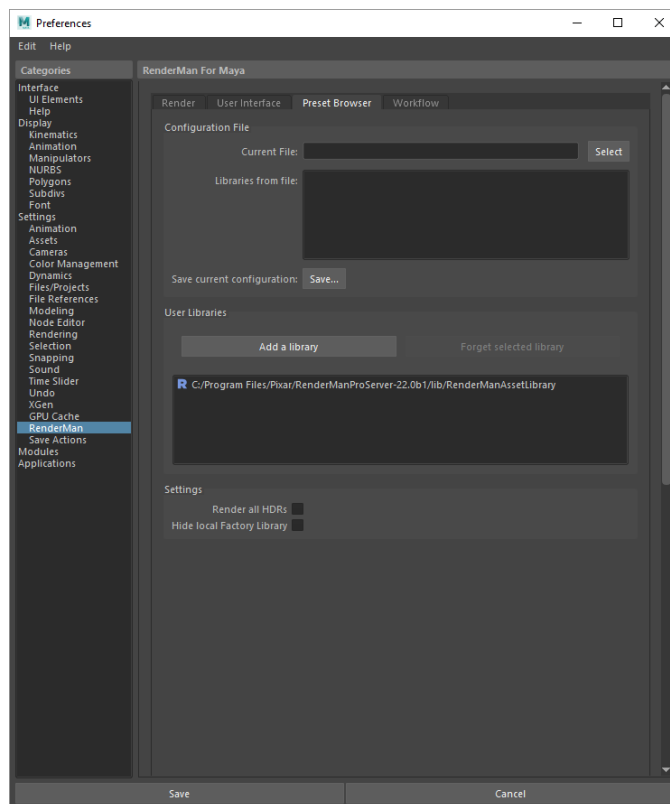 Preferences
Edit Help
Categories
Interface
UI Elements
Help
Display
Kinematics
Animation
Manipulators
NURBS
Polygons
Subdivs
Font
Settings
Animation
Assets
Cameras
Color Management
Dynamics
Files/Projects
File References
Modeling
Node Editor
Rendering
Selection
Snapping
Sound
Time Slider
Undo
XGen
GPU Cache
RenderMan
Save Actions
Modules
Applications
RenderMan For Maya
Render User Interface Preset Browser Workflow
Configuration File
Current File: Select
Libraries from file:
Save current configuration: Save...
User Libraries
Add a library Forget selected library
R C:/Program Files/Pixar/RenderManProServer-22.0b1/lib/RenderManAssetLibrary
Settings
Render all HDRs
Hide local Factory Library
Save Cancel